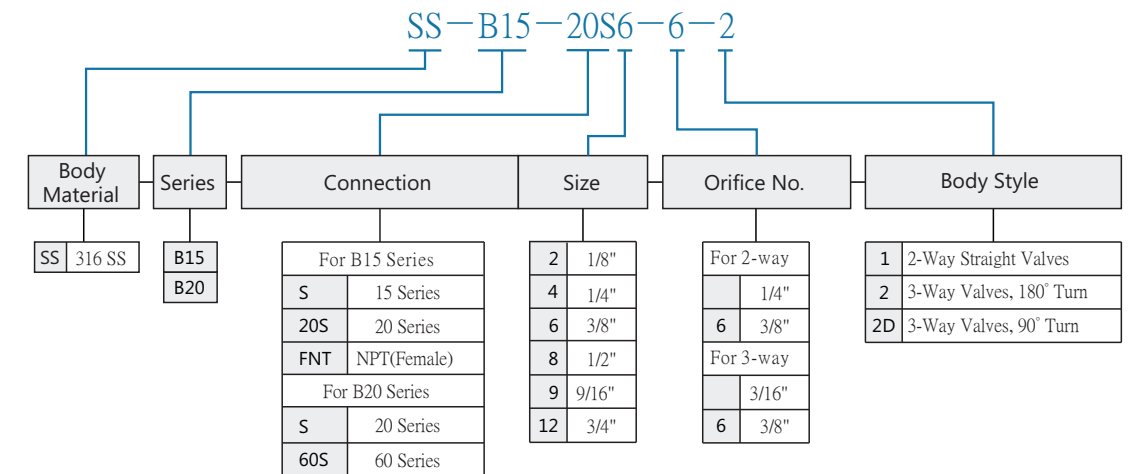 SS-B15-20S6-6-2
Body Material
Series
Connection
Size
Orifice No.
Body Style
SS 316 SS
B15
B20
For B15 Series
S 15 Series
20S 20 Series
FNT NPT(Female)
For B20 Series
S 20 Series
60S 60 Series
2 1/8"
4 1/4"
6 3/8"
8 1/2"
9 9/16"
12 3/4"
For 2-way
1/4"
6 3/8"
For 3-way
3/16"
6 3/8"
1 2-Way Straight Valves
2 3-Way Valves, 180° Turn
2D 3-Way Valves, 90° Turn